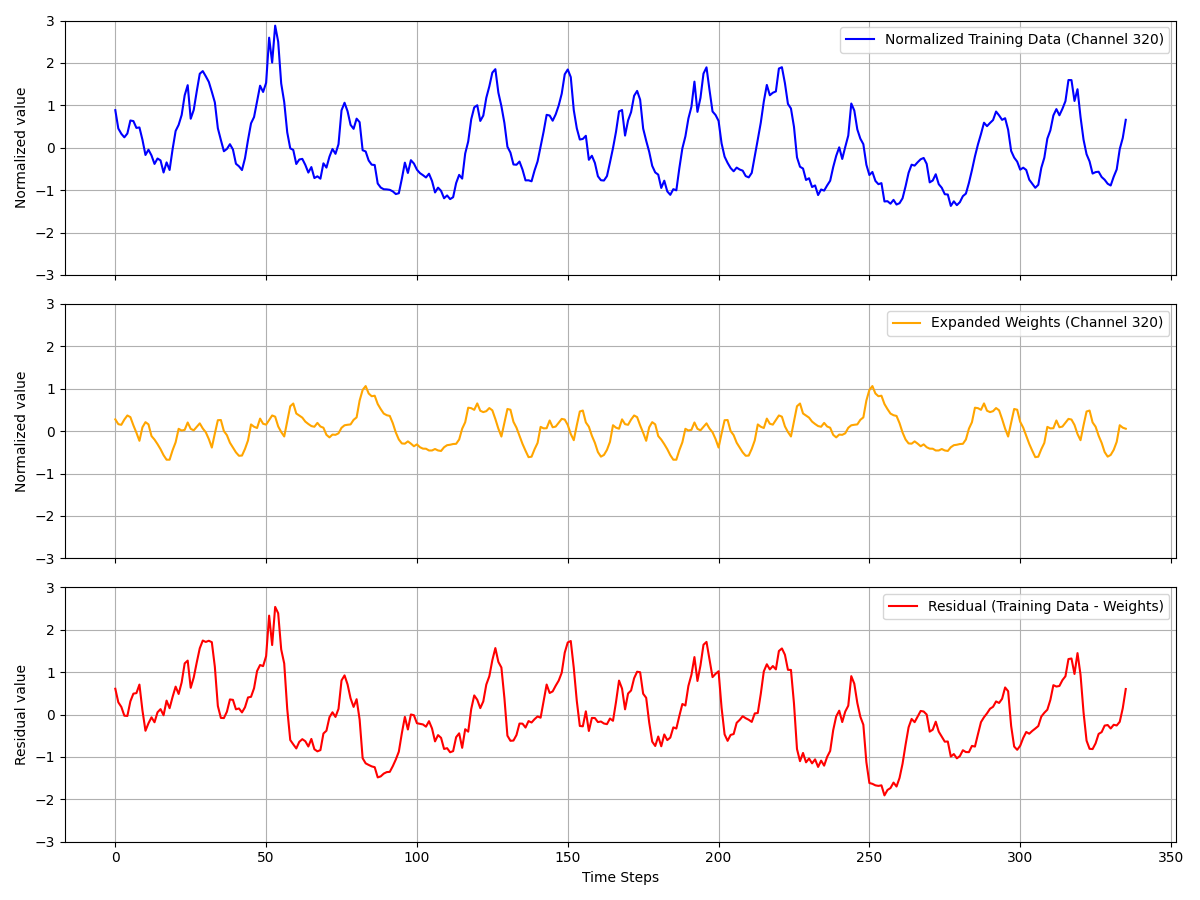 3
2
1
0
−1
−2
−3
Normalized value
Normalized Training Data (Channel 320)
3
2
1
0
−1
−2
−3
Normalized value
Expanded Weights (Channel 320)
3
2
1
0
−1
−2
−3
Residual value
Residual (Training Data - Weights)
0 50 100 150 200 250 300 350
Time Steps